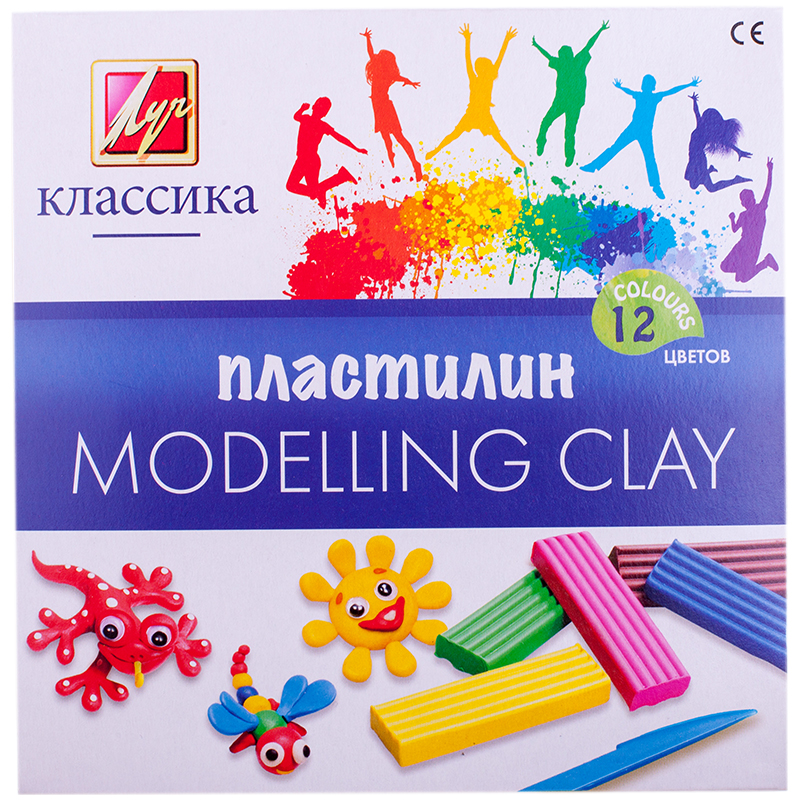 CE
Луч
классика
COLOURS
12
ЦВЕТОВ
пластилин
MODELLING CLAY